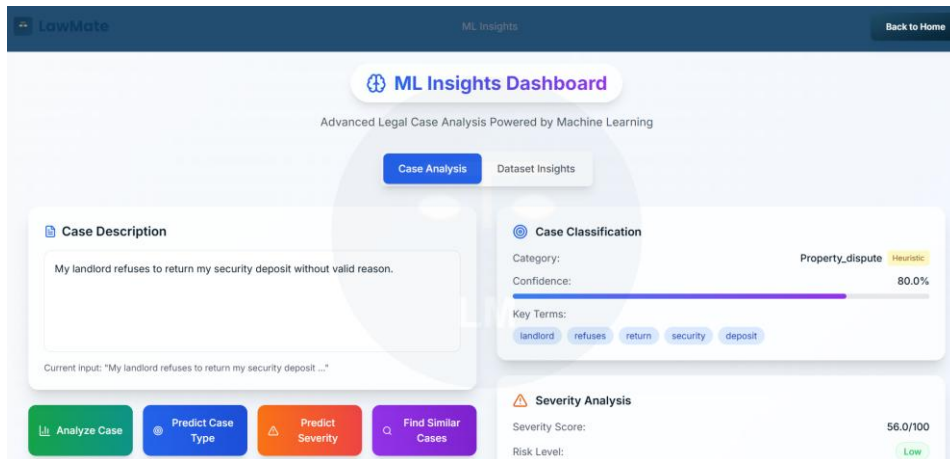 LawMate
ML Insights
Back to Home
ML Insights Dashboard
Advanced Legal Case Analysis Powered by Machine Learning
Case Analysis
Dataset Insights
Case Description
My landlord refuses to return my security deposit without valid reason.
Current input: "My landlord refuses to return my security deposit ..."
Analyze Case
Predict Case
Type
Predict
Severity
Find Similar
Cases
Case Classification
Category:
Property_dispute Heuristic
Confidence:
80.0%
Key Terms:
landlord refuses return security deposit
Severity Analysis
Severity Score:
56.0/100
Risk Level:
Low
LM